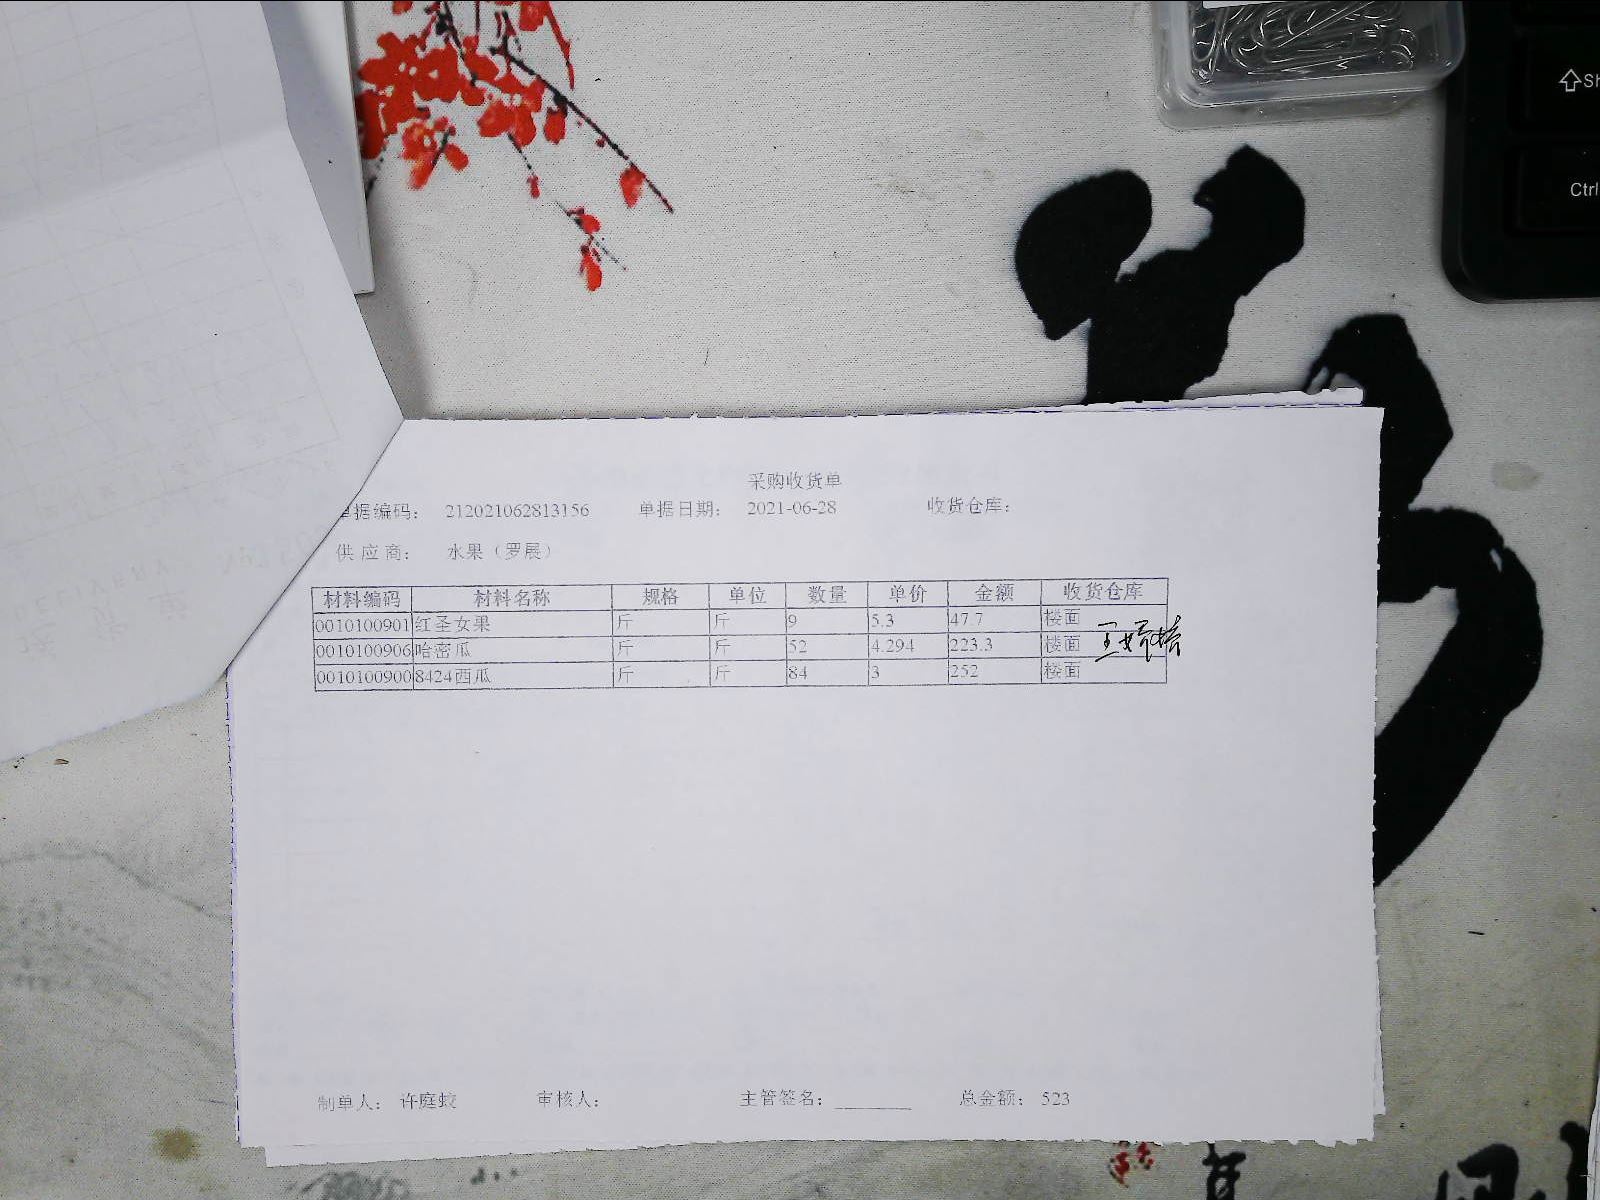 Sh
Ctrl
采购收货单
单据编码： 212021062813156 单据日期： 2021-06-28 收货仓库：
供 应 商： 水果（罗展）
材料编码 材料名称 规格 单位 数量 单价 金额 收货仓库
0010100901 红圣女果 斤 斤 9 5.3 47.7 楼面
0010100906 哈密瓜 斤 斤 52 4.294 223.3 楼面
0010100900 8424西瓜 斤 斤 84 3 252 楼面
制单人： 许庭蛟 审核人： 主管签名： 总金额： 523